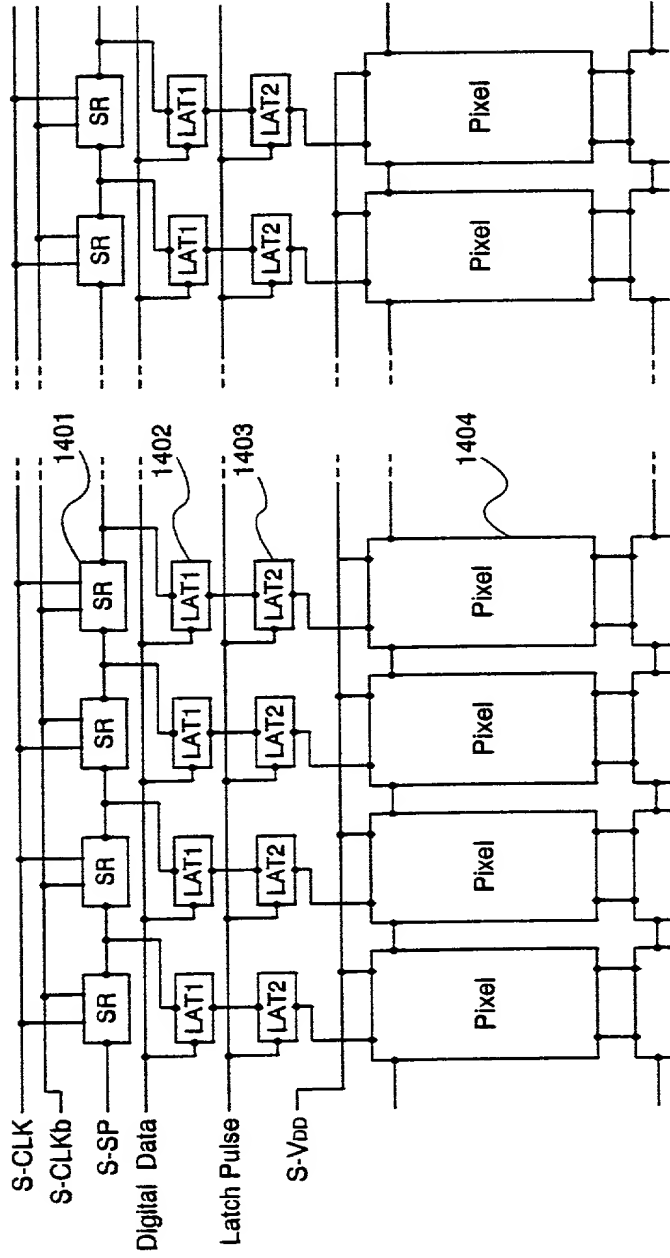 S-CLK
S-CLKb
S-SP
Digital Data
Latch Pulse
S-VDD
SR
SR
SR
SR
SR
SR
1401
LAT1
LAT1
LAT1
LAT1
LAT1
LAT1
1402
LAT2
LAT2
LAT2
LAT2
LAT2
LAT2
1403
Pixel
Pixel
Pixel
Pixel
Pixel
Pixel
1404